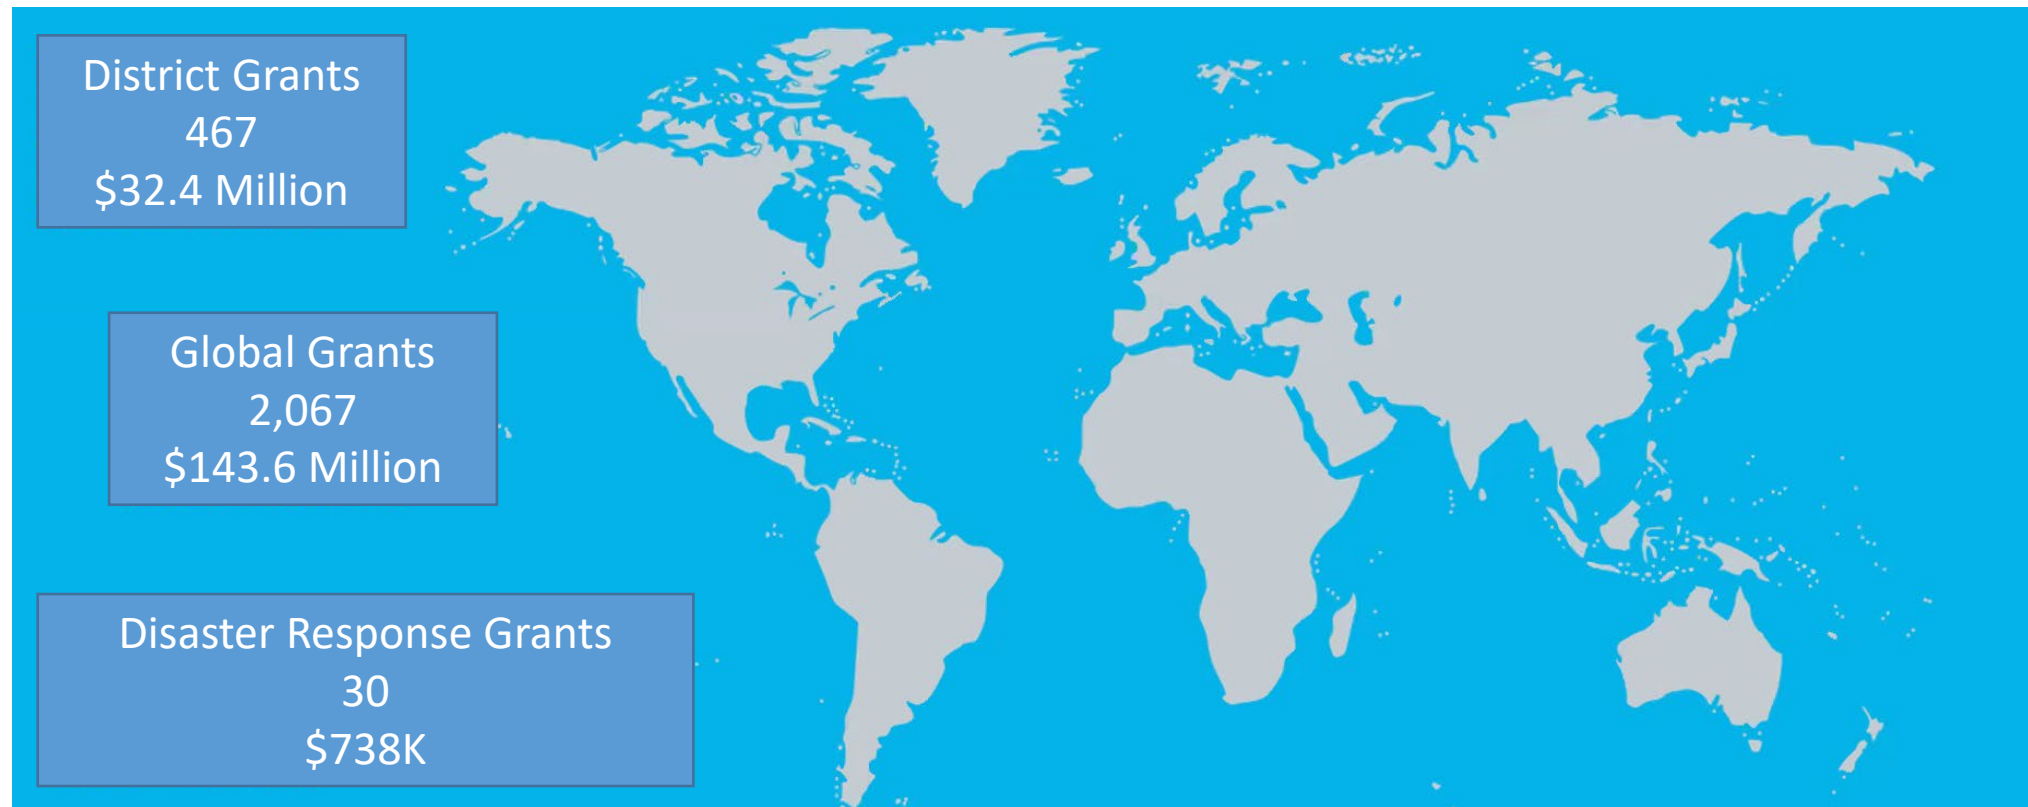 District Grants
467
$32.4 Million
Global Grants
2,067
$143.6 Million
Disaster Response Grants
30
$738K